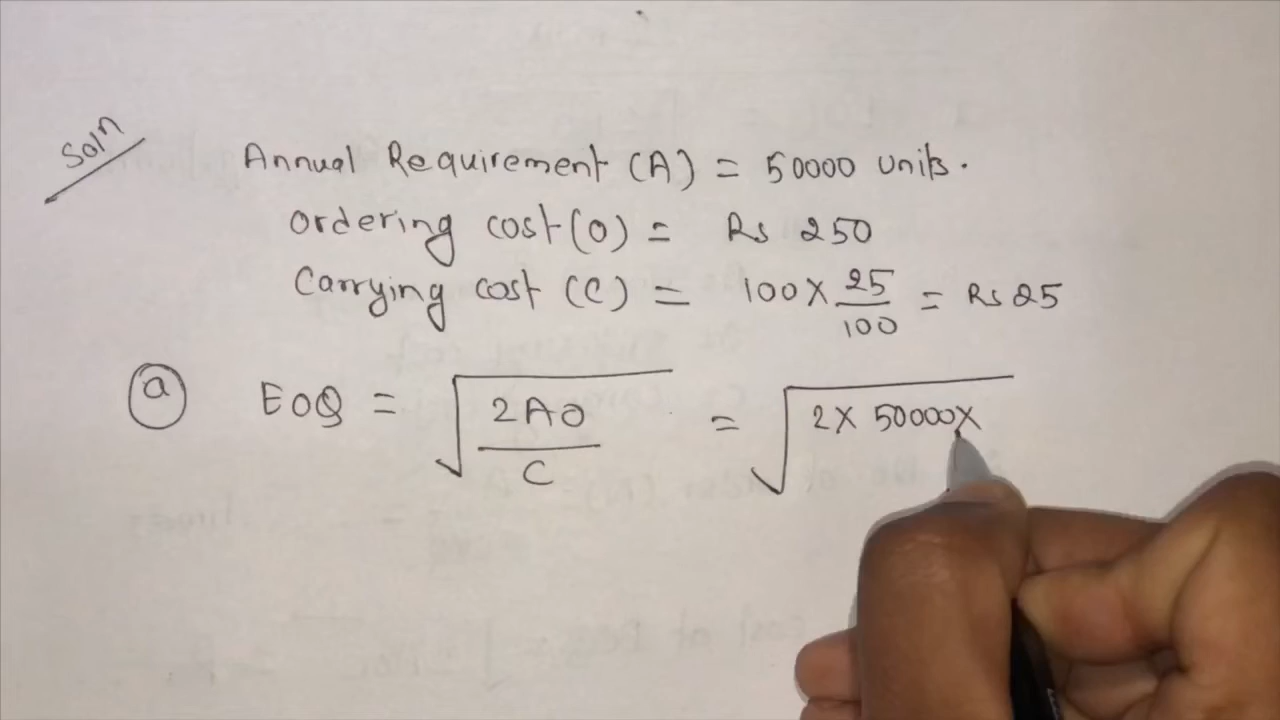 Soln
Annual Requirement (A) = 50000 units.
Ordering cost (O) = Rs 250
Carrying cost (C) = 100 × 25/100 = Rs 25
(a) EOQ = √(2AO/C) = √(2 × 50000 ×